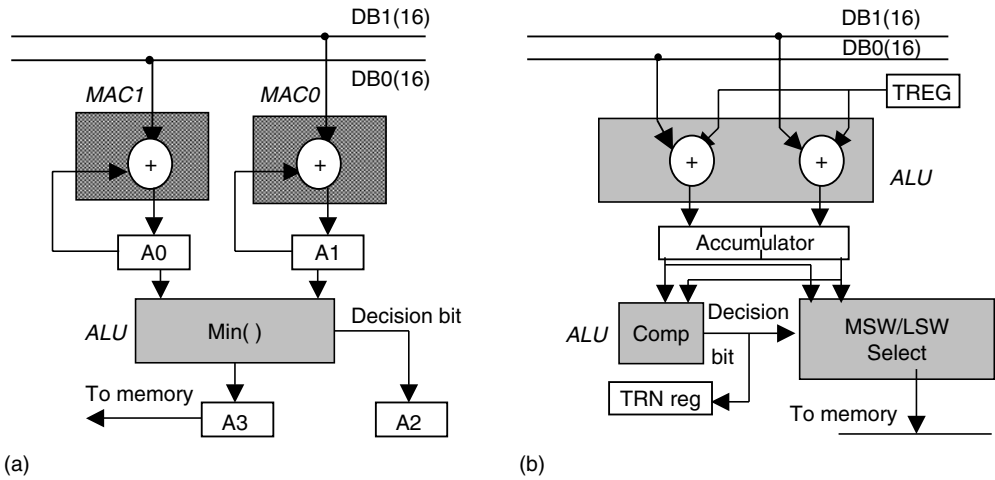 DB1(16)
DB0(16)
MAC1
MAC0
+
+
A0
A1
ALU
Min( )
Decision bit
To memory
A3
A2
(a)
DB1(16)
DB0(16)
TREG
+
+
ALU
Accumulator
ALU
Comp
Decision
bit
MSW/LSW
Select
TRN reg
To memory
(b)